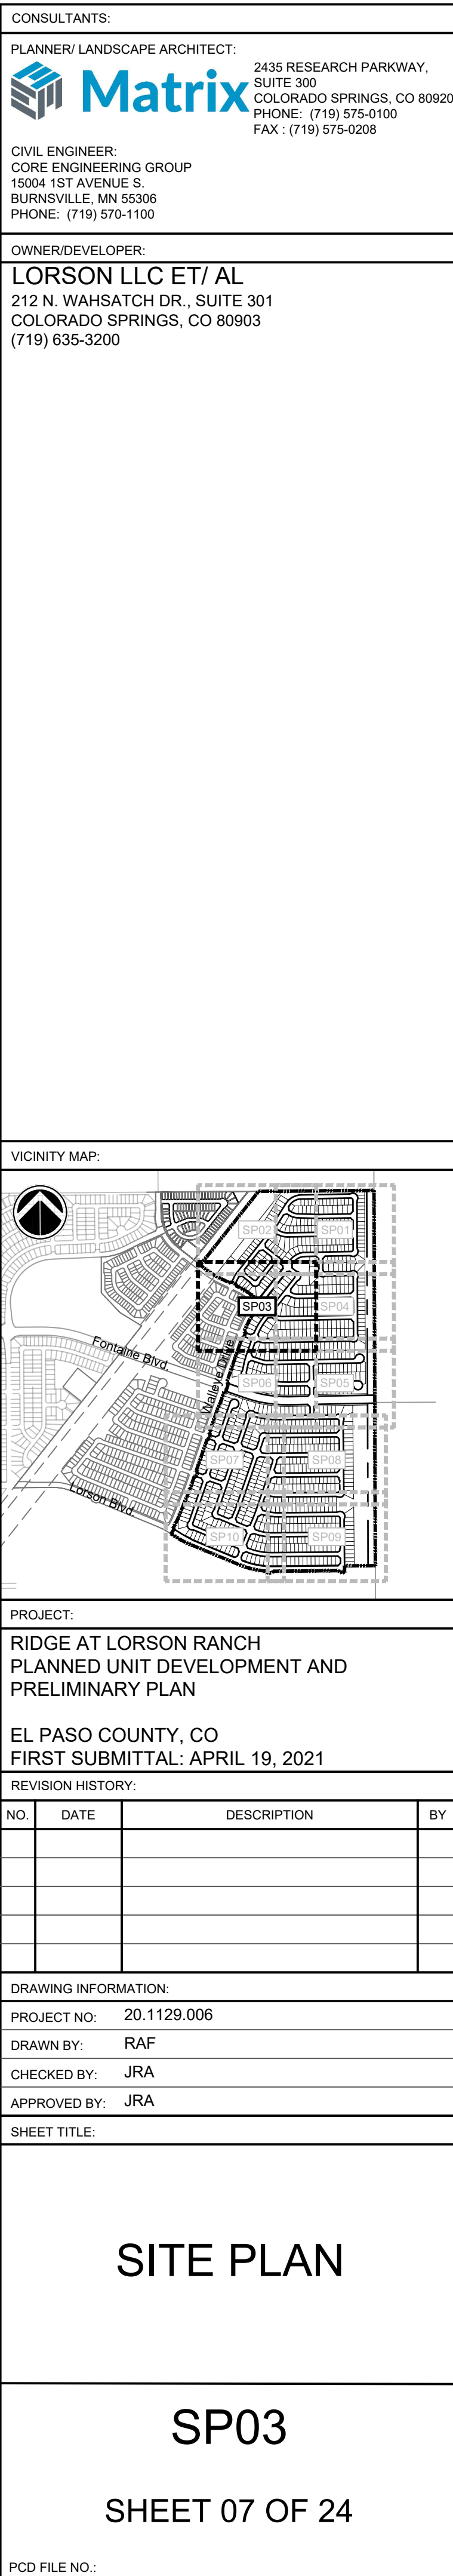 CONSULTANTS:
PLANNER/ LANDSCAPE ARCHITECT:
Matrix
2435 RESEARCH PARKWAY,
SUITE 300
COLORADO SPRINGS, CO 80920
PHONE: (719) 575-0100
FAX : (719) 575-0208
CIVIL ENGINEER:
CORE ENGINEERING GROUP
15004 1ST AVENUE S.
BURNSVILLE, MN 55306
PHONE: (719) 570-1100
OWNER/DEVELOPER:
LORSON LLC ET/ AL
212 N. WAHSATCH DR., SUITE 301
COLORADO SPRINGS, CO 80903
(719) 635-3200
VICINITY MAP:
SP02 SP01
SP03 SP04
Fontaine Blvd.
Nalleye Drive
SP06 SP05
SP07 SP08
Lorson Blvd.
SP10 SP09
PROJECT:
RIDGE AT LORSON RANCH
PLANNED UNIT DEVELOPMENT AND
PRELIMINARY PLAN
EL PASO COUNTY, CO
FIRST SUBMITTAL: APRIL 19, 2021
REVISION HISTORY:
NO. DATE DESCRIPTION BY
DRAWING INFORMATION:
PROJECT NO: 20.1129.006
DRAWN BY: RAF
CHECKED BY: JRA
APPROVED BY: JRA
SHEET TITLE:
SITE PLAN
SP03
SHEET 07 OF 24
PCD FILE NO.: